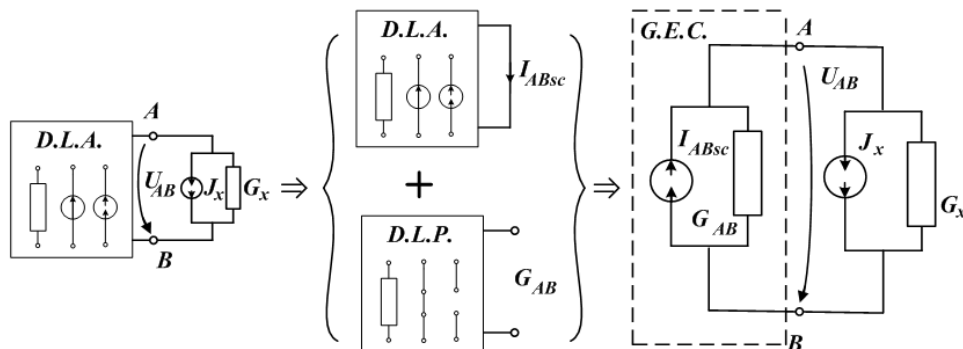 D.L.A.
A
U_AB
J_x
G_x
B
⇒
D.L.A.
I_ABsc
+
D.L.P.
G_AB
⇒
G.E.C.
A
U_AB
I_ABsc
G_AB
J_x
G_x
B